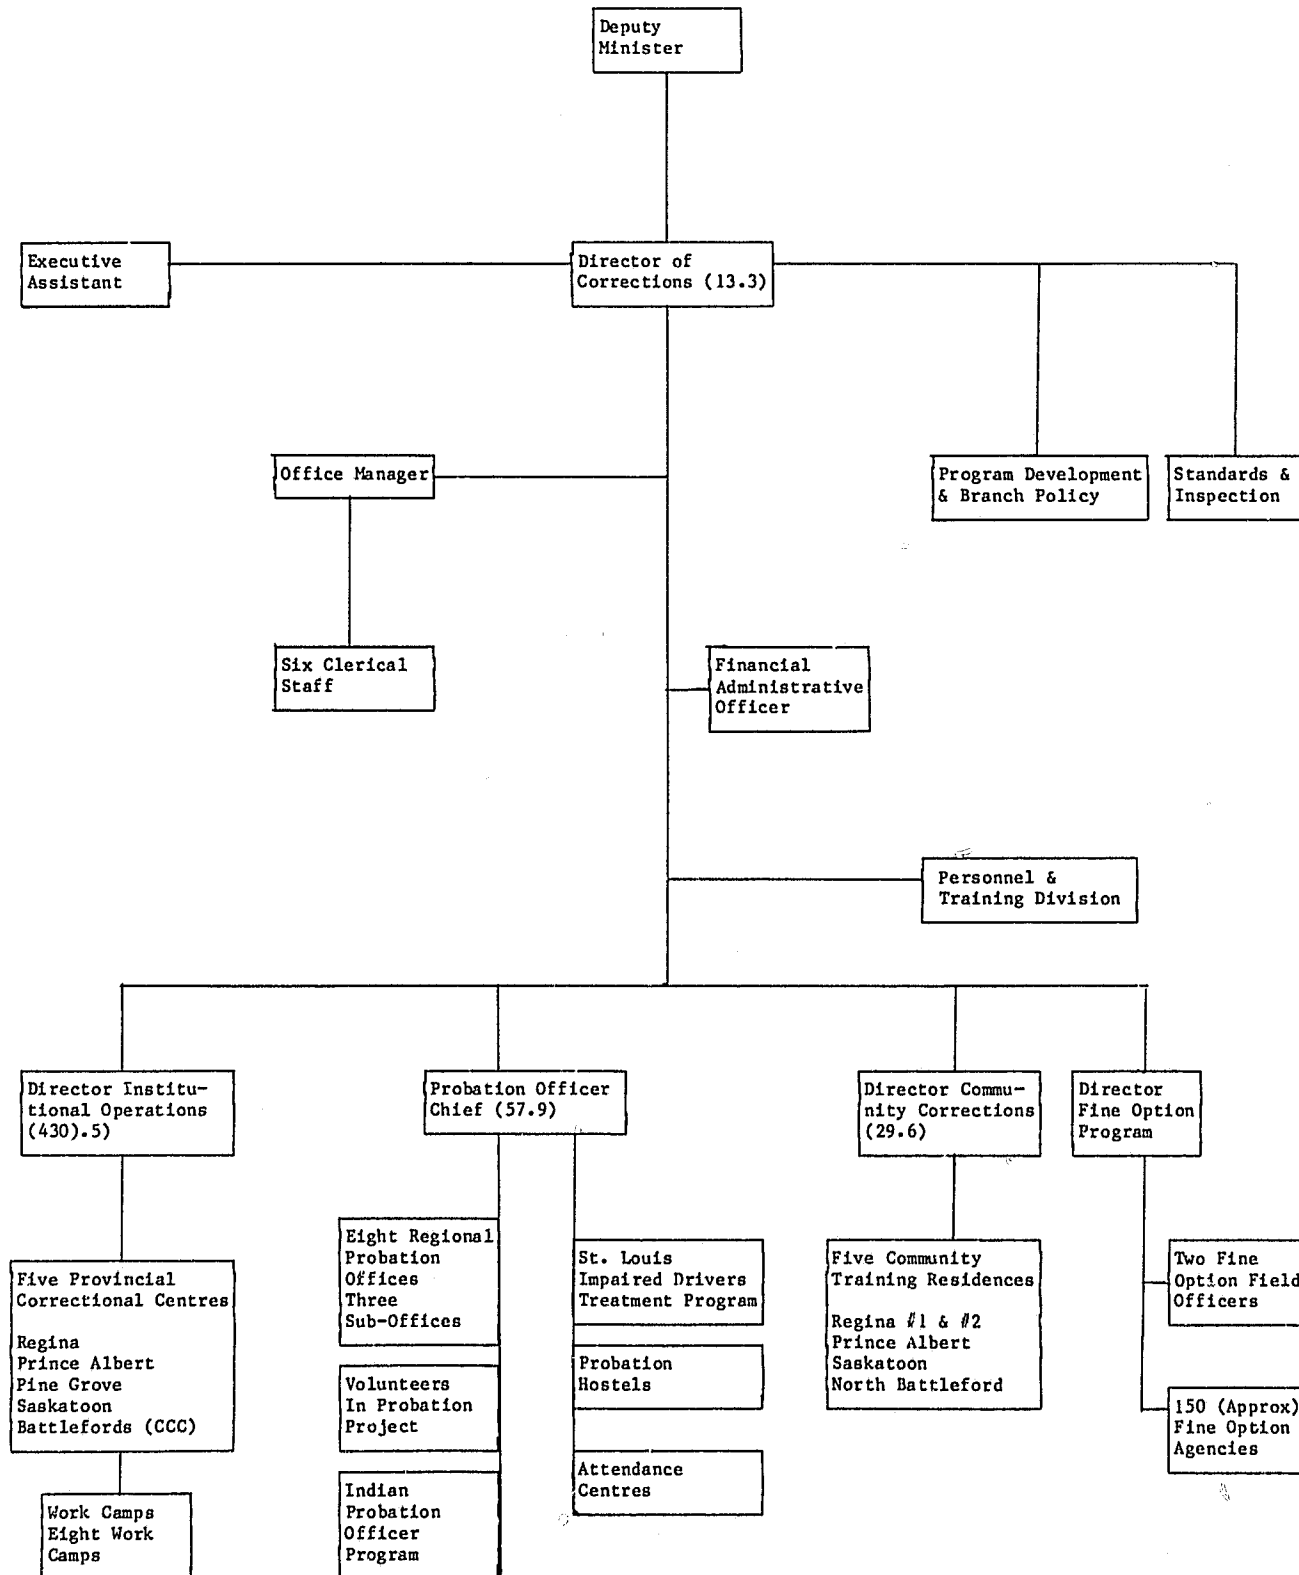 Deputy
Minister
Executive
Assistant
Director of
Corrections (13.3)
Office Manager
Program Development
& Branch Policy
Standards &
Inspection
Six Clerical
Staff
Financial
Administrative
Officer
Personnel &
Training Division
Director Institu-
tional Operations
(430).5)
Probation Officer
Chief (57.9)
Director Commu-
nity Corrections
(29.6)
Director
Fine Option
Program
Five Provincial
Correctional Centres
Regina
Prince Albert
Pine Grove
Saskatoon
Battlefords (CCC)
Work Camps
Eight Work
Camps
Eight Regional
Probation
Offices
Three
Sub-Offices
Volunteers
In Probation
Project
Indian
Probation
Officer
Program
St. Louis
Impaired Drivers
Treatment Program
Probation
Hostels
Attendance
Centres
Five Community
Training Residences
Regina #1 & #2
Prince Albert
Saskatoon
North Battleford
Two Fine
Option Field
Officers
150 (Approx)
Fine Option
Agencies